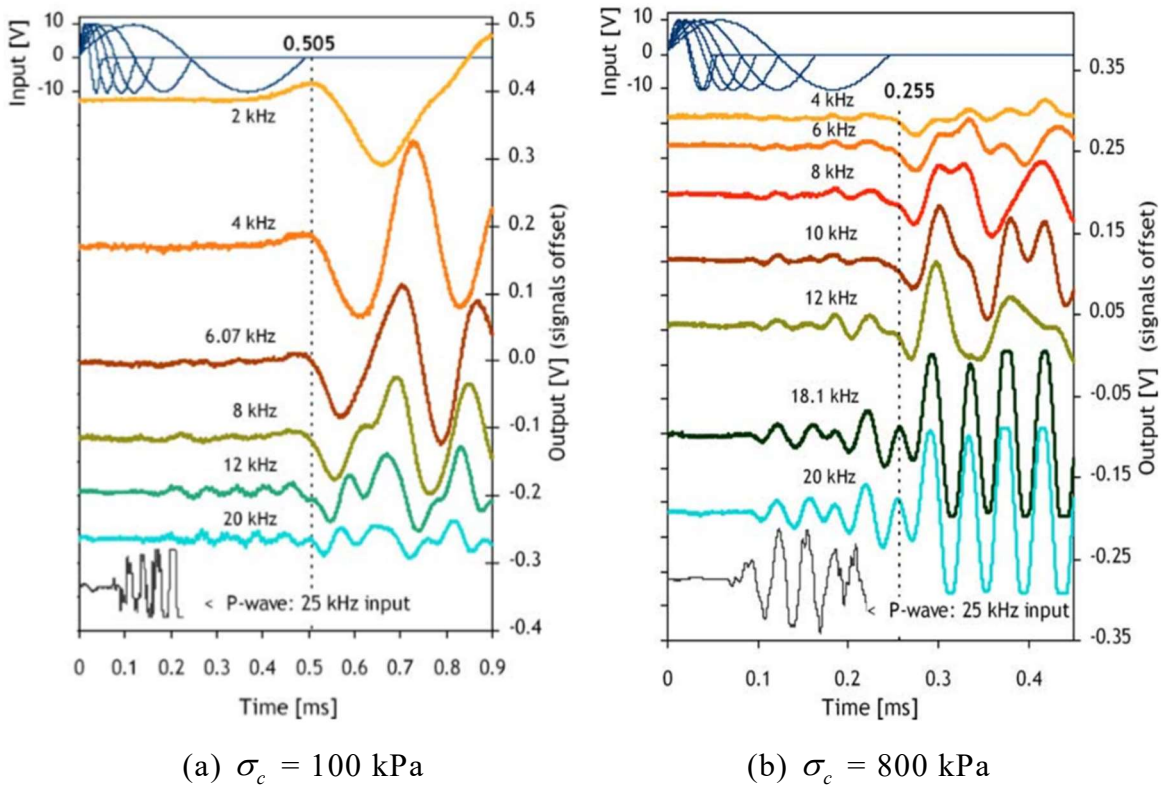 Input [V]
10
0
-10
0.505
2 kHz
4 kHz
6.07 kHz
8 kHz
12 kHz
20 kHz
< P-wave: 25 kHz input
0.5
0.4
0.3
0.2
0.1
0.0
-0.1
-0.2
-0.3
-0.4
Output [V] (signals offset)
0 0.1 0.2 0.3 0.4 0.5 0.6 0.7 0.8 0.9
Time [ms]
(a) σc = 100 kPa
Input [V]
10
0
-10
0.255
4 kHz
6 kHz
8 kHz
10 kHz
12 kHz
18.1 kHz
20 kHz
< P-wave: 25 kHz input
0.35
0.25
0.15
0.05
-0.05
-0.15
-0.25
-0.35
Output [V] (signals offset)
0 0.1 0.2 0.3 0.4
Time [ms]
(b) σc = 800 kPa